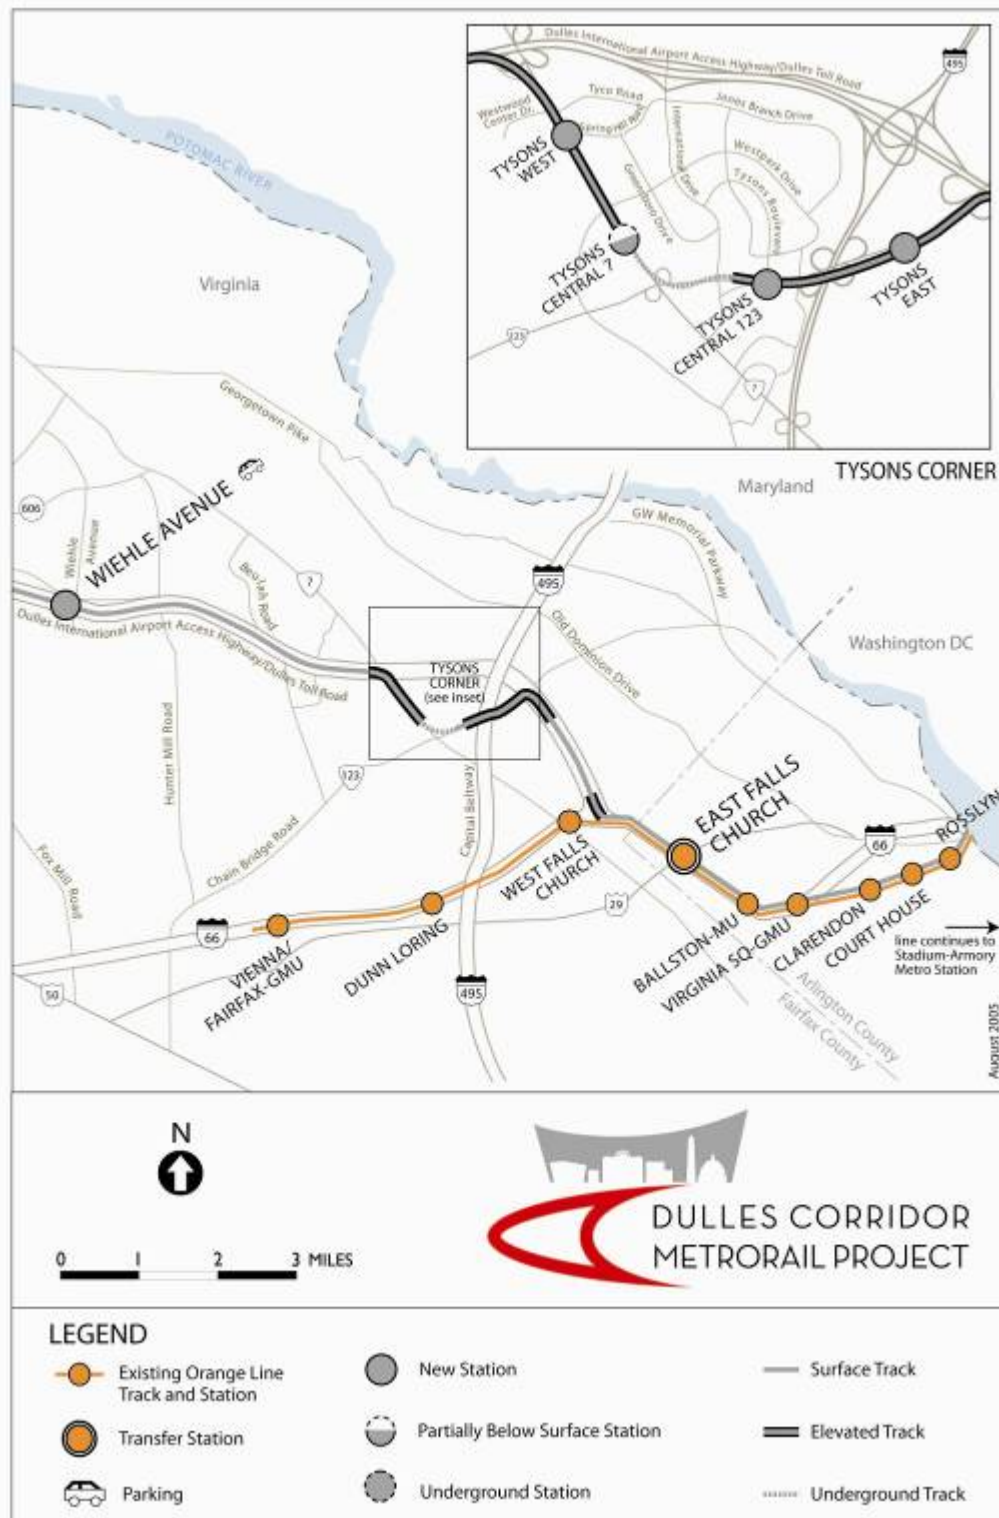 Dulles International Airport Access Highway/Dulles Toll Road
495
Tyco Road
Jones Branch Drive
Westwood
Center Dr.
International Drive
Westpark Drive
TYSONS
WEST
Greensboro Drive
Tysons Boulevard
TYSONS
CENTRAL 7
TYSONS
CENTRAL 123
TYSONS
EAST
123
7
TYSONS CORNER
POTOMAC RIVER
Virginia
Maryland
Washington DC
Georgetown Pike
GW Memorial Parkway
606
Wiehle
Avenue
WIEHLE AVENUE
Beulah Road
7
495
Old Dominion Drive
Dulles International Airport Access Highway/Dulles Toll Road
TYSONS
CORNER
(see inset)
Hunter Mill Road
123
Chain Bridge Road
Capital Beltway
Fox Mill Road
EAST FALLS
CHURCH
WEST FALLS
CHURCH
66
ROSSLYN
29
66
VIENNA/
FAIRFAX-GMU
DUNN LORING
BALLSTON-MU
VIRGINIA SQ-GMU
CLARENDON
COURT HOUSE
line continues to
Stadium-Armory
Metro Station
50
495
Arlington County
Fairfax County
August 2005
N
0 1 2 3 MILES
DULLES CORRIDOR
METRORAIL PROJECT
LEGEND
Existing Orange Line
Track and Station
Transfer Station
Parking
New Station
Partially Below Surface Station
Underground Station
Surface Track
Elevated Track
Underground Track